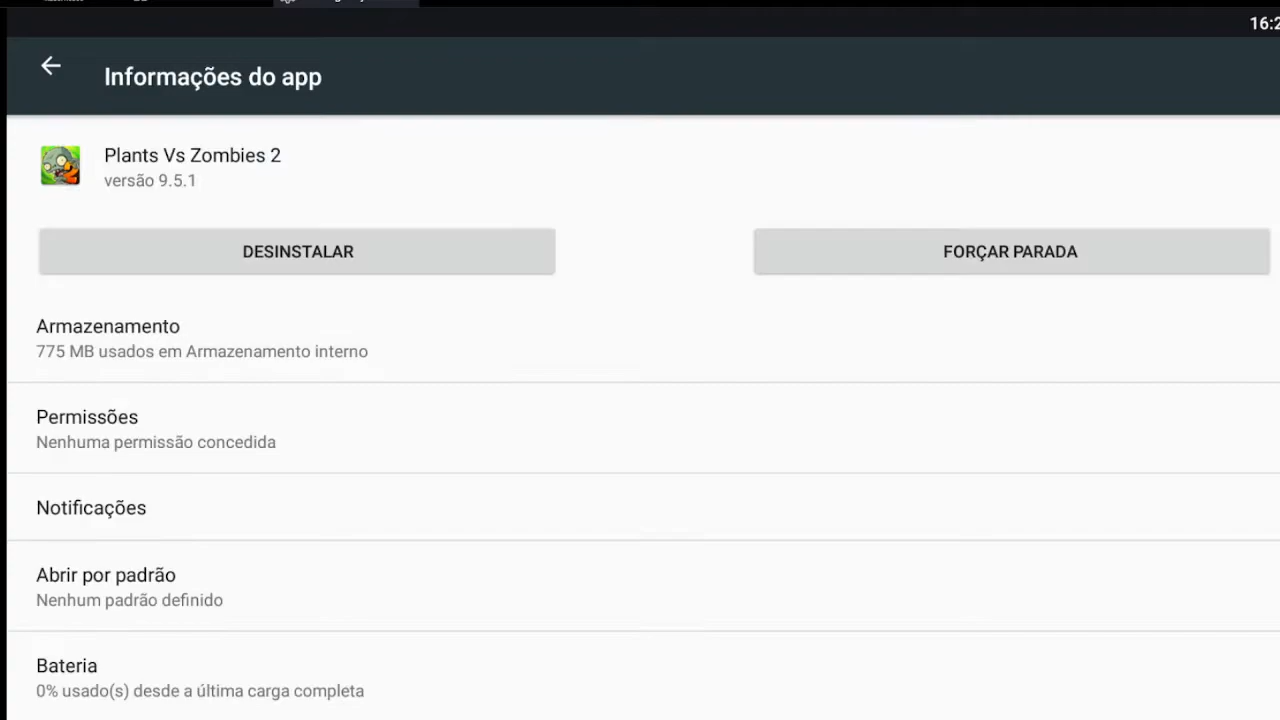 Informações do app
Plants Vs Zombies 2
versão 9.5.1
DESINSTALAR
FORÇAR PARADA
Armazenamento
775 MB usados em Armazenamento interno
Permissões
Nenhuma permissão concedida
Notificações
Abrir por padrão
Nenhum padrão definido
Bateria
0% usado(s) desde a última carga completa